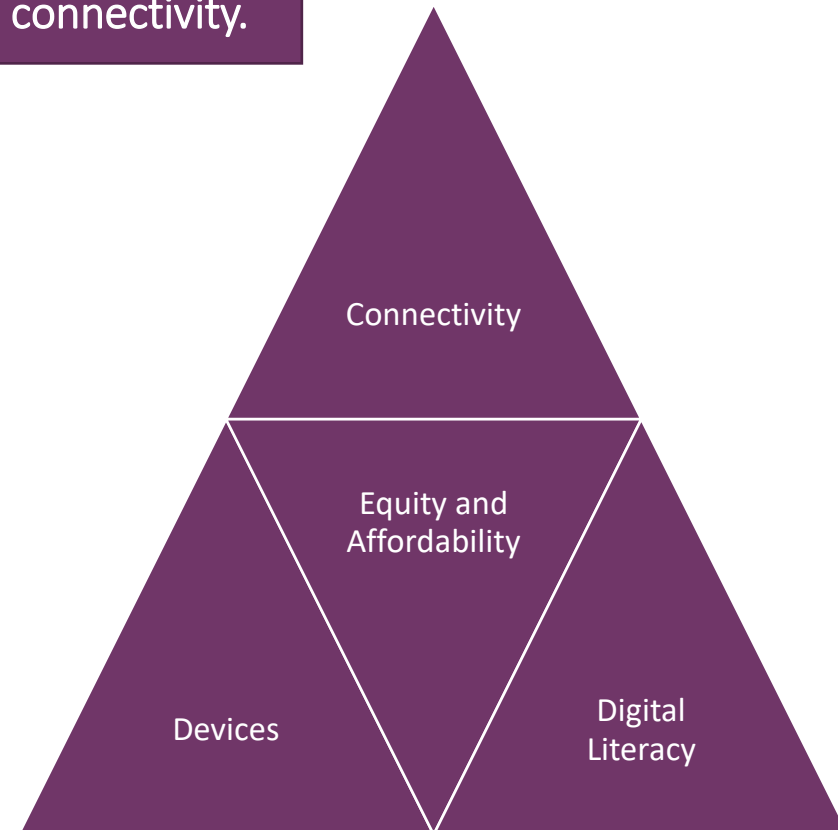 connectivity.
Connectivity
Equity and
Affordability
Devices
Digital
Literacy